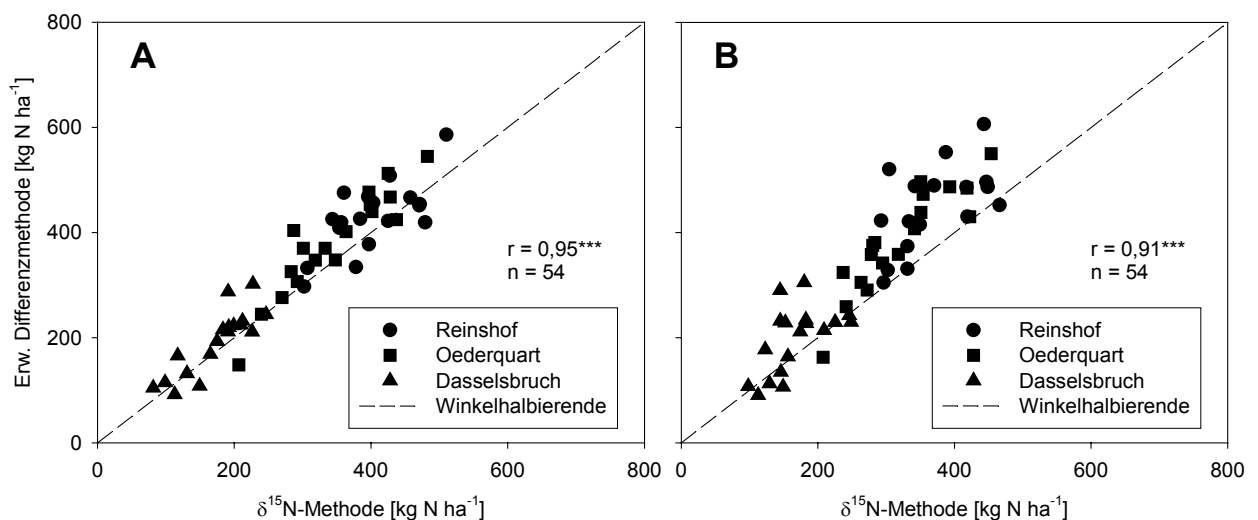 A
B
Erw. Differenzmethode [kg N ha⁻¹]
800
600
400
200
0
r = 0,95***
n = 54
Reinshof
Oederquart
Dasselsbruch
Winkelhalbierende
0 200 400 600 800
δ¹⁵N-Methode [kg N ha⁻¹]
r = 0,91***
n = 54
Reinshof
Oederquart
Dasselsbruch
Winkelhalbierende
0 200 400 600 800
δ¹⁵N-Methode [kg N ha⁻¹]